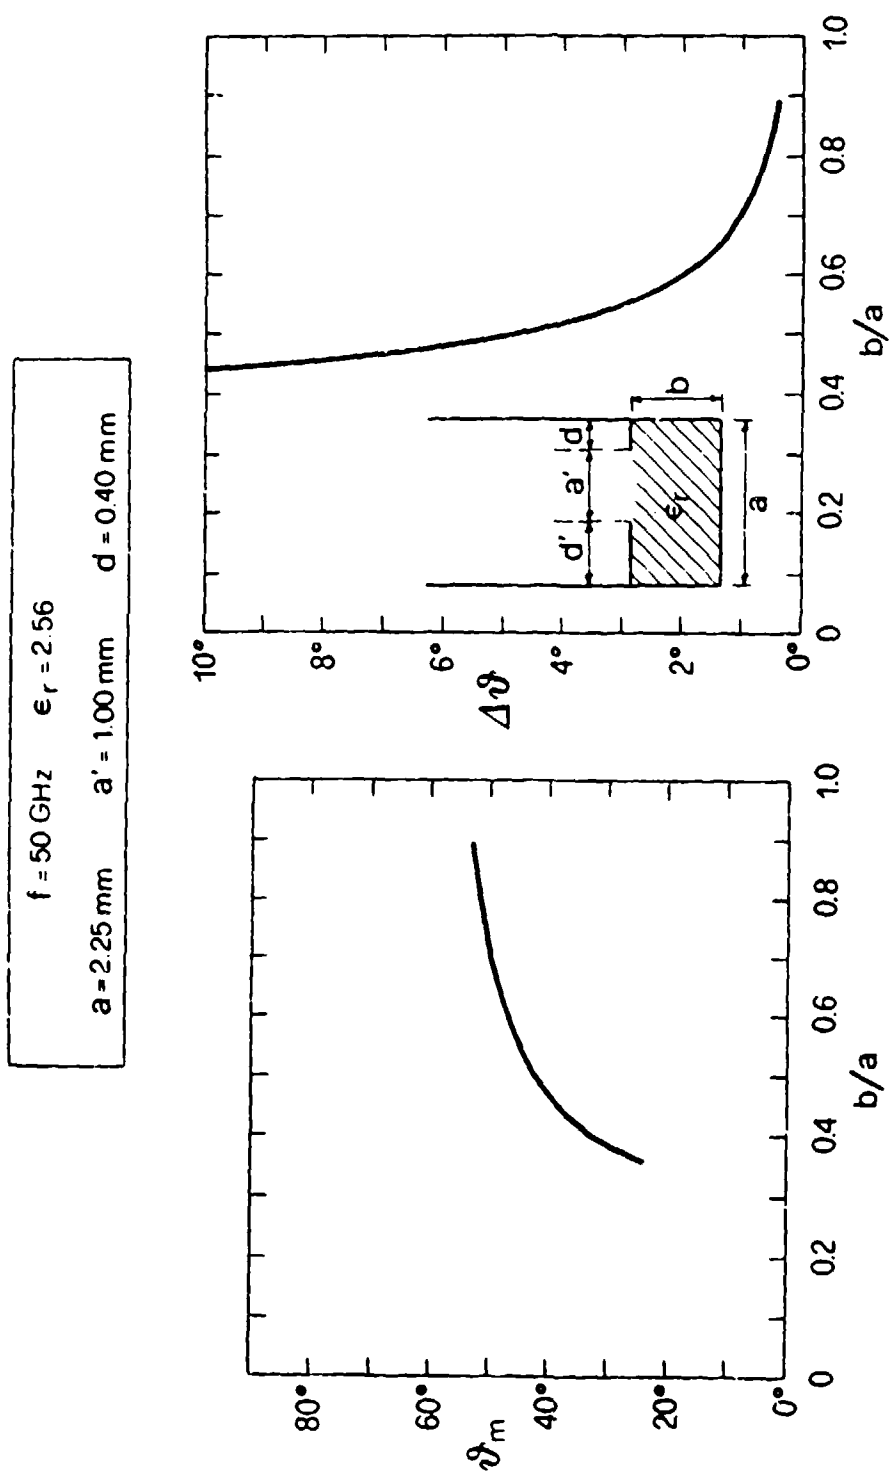 f = 50 GHz ϵr = 2.56
a = 2.25 mm a' = 1.00 mm d = 0.40 mm
80°
60°
ϑm
40°
20°
0°
0 0.2 0.4 0.6 0.8 1.0
b/a
10°
8°
6°
Δϑ
4°
2°
0°
0 0.2 0.4 0.6 0.8 1.0
b/a
d' a' d
ϵr
b
a